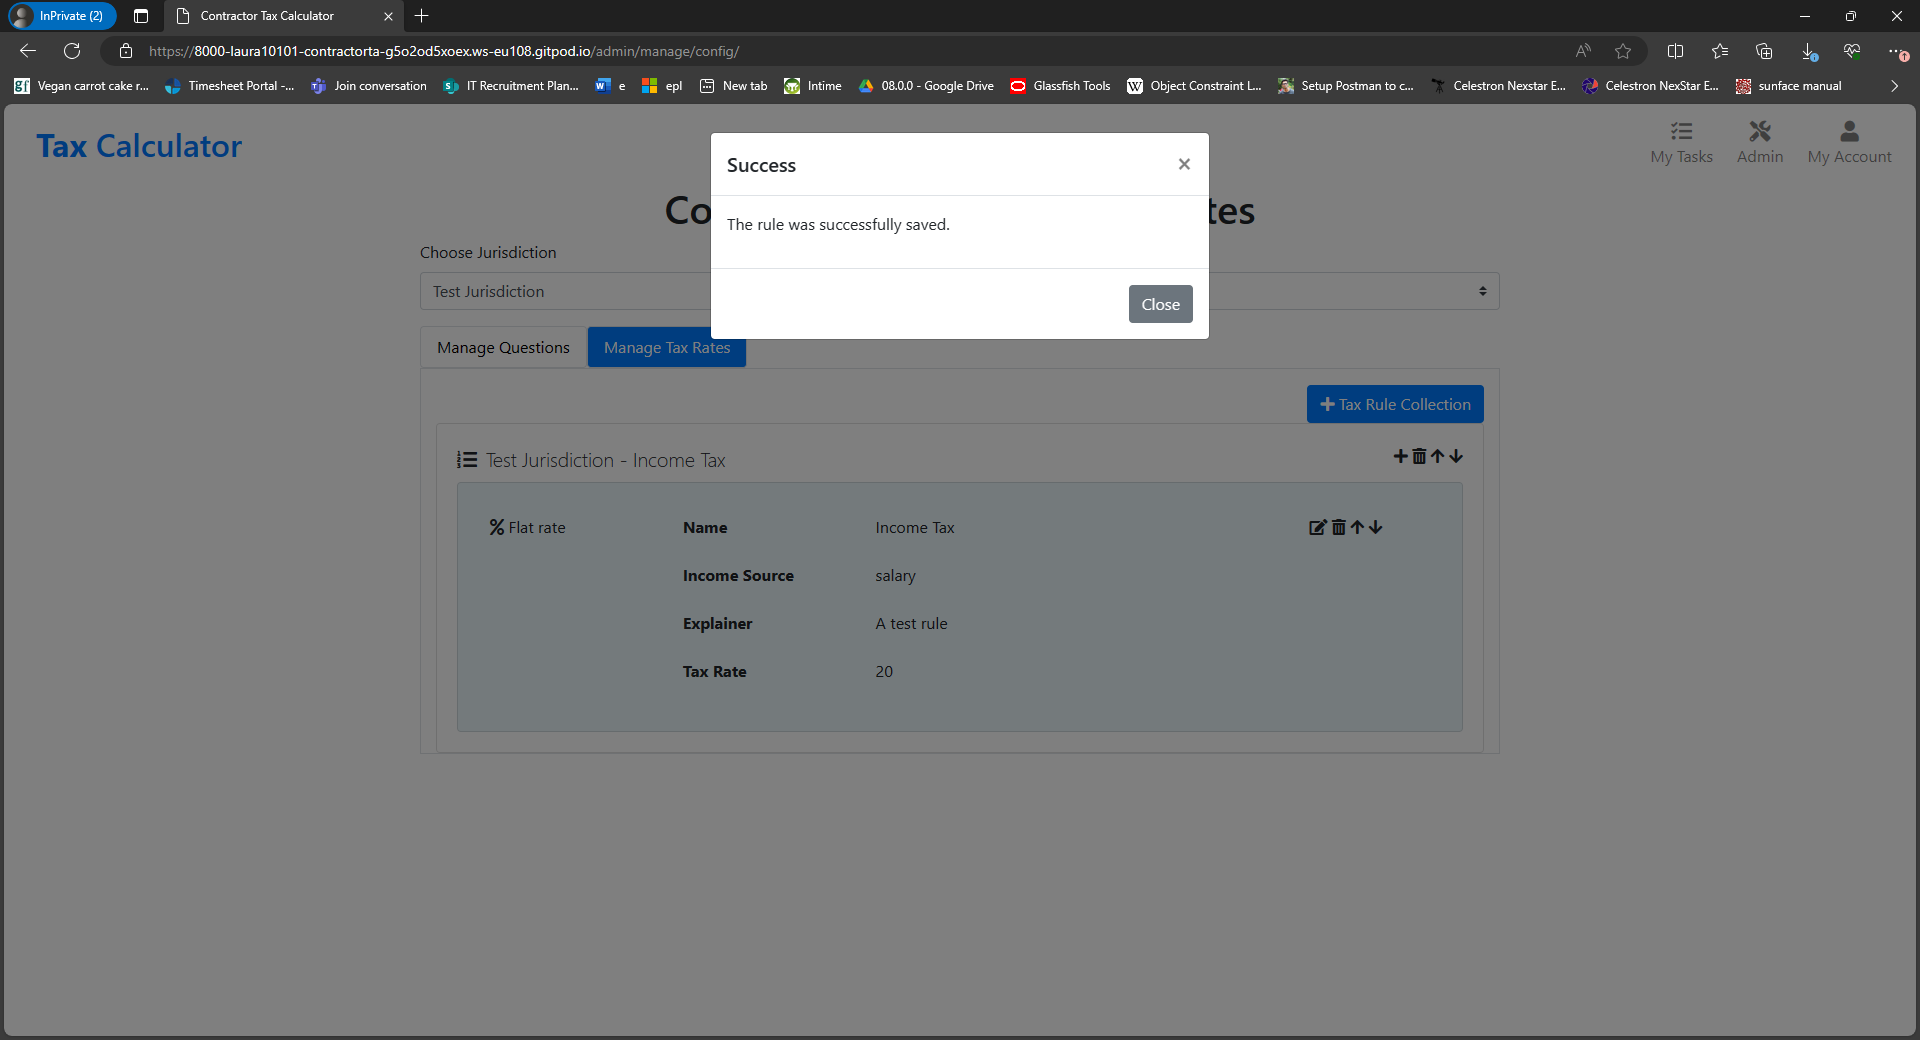 InPrivate (2)
Contractor Tax Calculator
https://8000-laura10101-contractorta-g5o2od5xoex.ws-eu108.gitpod.io/admin/manage/config/
Vegan carrot cake r... Timesheet Portal -... Join conversation IT Recruitment Plan... e epl New tab Intime 08.0.0 - Google Drive Glassfish Tools Object Constraint L... Setup Postman to c... Celestron Nexstar E... Celestron NexStar E... sunface manual
Tax Calculator
My Tasks Admin My Account
Success
Co
tes
The rule was successfully saved.
Close
Choose Jurisdiction
Test Jurisdiction
Manage Questions Manage Tax Rates
Tax Rule Collection
Test Jurisdiction - Income Tax
% Flat rate Name Income Tax
Income Source salary
Explainer A test rule
Tax Rate 20